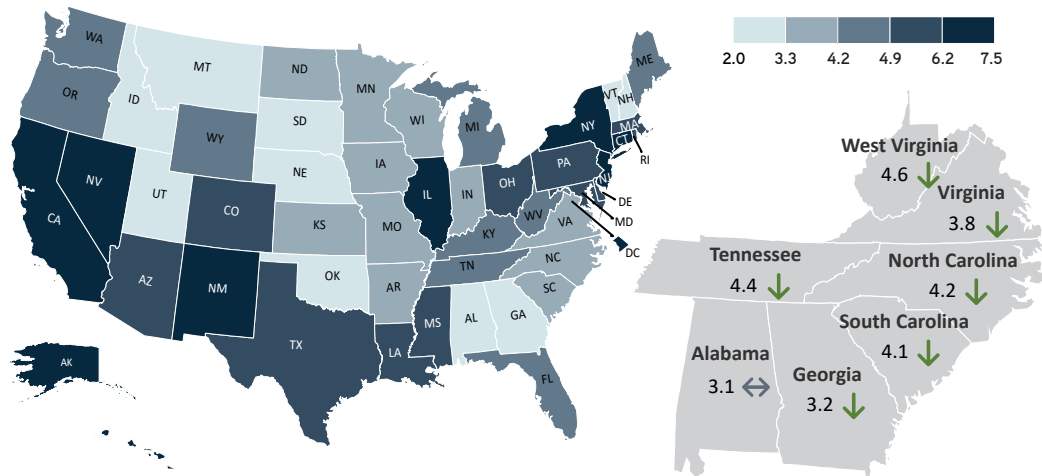 2.0 3.3 4.2 4.9 6.2 7.5
WA
MT
ND
MN
ME
OR
ID
SD
WI
MI
VT
NH
NY
MA
CT
RI
WY
NE
IA
PA
NJ
NV
UT
CO
IL
IN
OH
DE
MD
DC
CA
KS
MO
KY
WV
VA
AZ
NM
OK
AR
TN
NC
SC
TX
LA
MS
AL
GA
FL
AK
West Virginia
4.6
Virginia
3.8
Tennessee
4.4
North Carolina
4.2
South Carolina
4.1
Alabama
3.1
Georgia
3.2